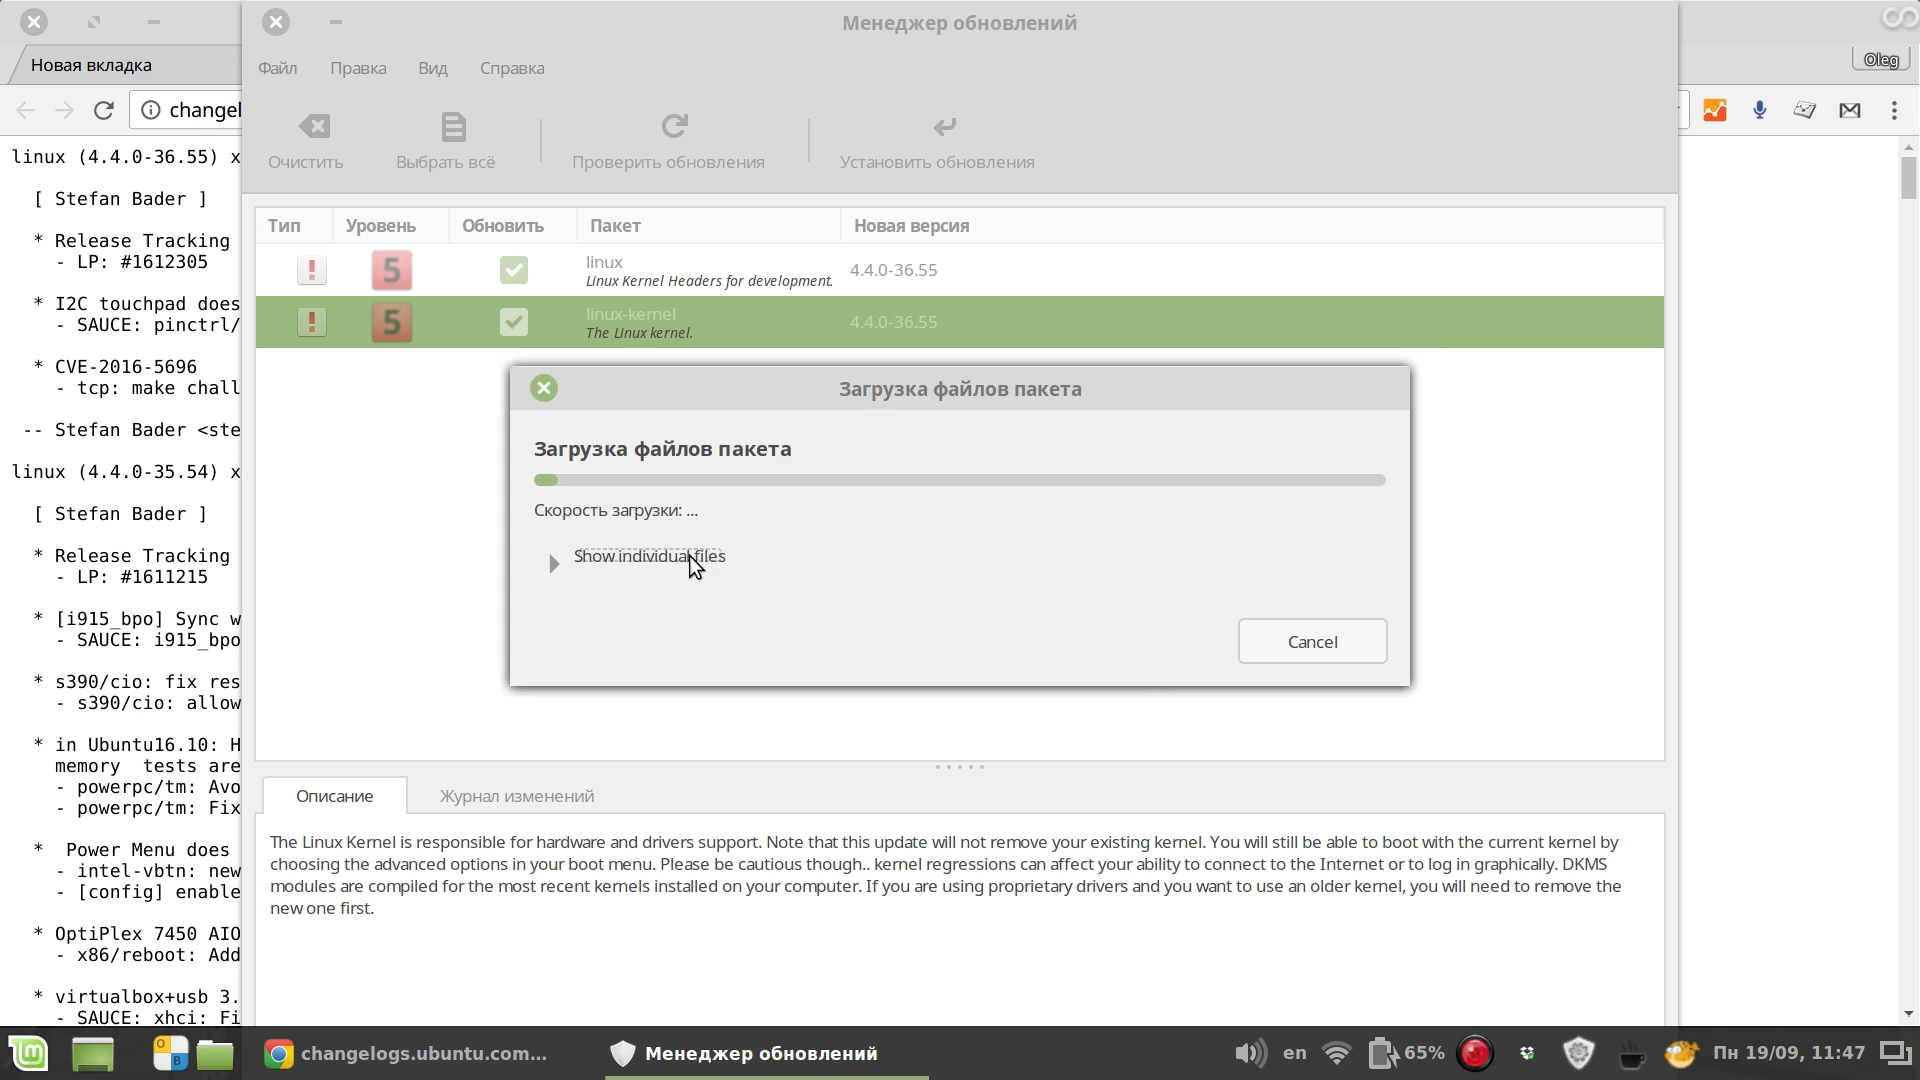 Менеджер обновлений
Новая вкладка
Oleg
Файл Правка Вид Справка
changel
Очистить Выбрать всё Проверить обновления Установить обновления
linux (4.4.0-36.55) x
[ Stefan Bader ]
* Release Tracking
- LP: #1612305
* I2C touchpad does
- SAUCE: pinctrl/
* CVE-2016-5696
- tcp: make chall
-- Stefan Bader <ste
linux (4.4.0-35.54) x
[ Stefan Bader ]
* Release Tracking
- LP: #1611215
* [i915_bpo] Sync w
- SAUCE: i915_bpo
* s390/cio: fix res
- s390/cio: allow
* in Ubuntu16.10: H
memory  tests are
- powerpc/tm: Avo
- powerpc/tm: Fix
*  Power Menu does
- intel-vbtn: new
- [config] enable
* OptiPlex 7450 AIO
- x86/reboot: Add
* virtualbox+usb 3.
- SAUCE: xhci: Fi
Тип Уровень Обновить Пакет Новая версия
! 5 linux 4.4.0-36.55
Linux Kernel Headers for development.
! 5 linux-kernel 4.4.0-36.55
The Linux kernel.
Загрузка файлов пакета
Загрузка файлов пакета
Скорость загрузки: ...
Show individual files
Cancel
Описание Журнал изменений
The Linux Kernel is responsible for hardware and drivers support. Note that this update will not remove your existing kernel. You will still be able to boot with the current kernel by
choosing the advanced options in your boot menu. Please be cautious though.. kernel regressions can affect your ability to connect to the Internet or to log in graphically. DKMS
modules are compiled for the most recent kernels installed on your computer. If you are using proprietary drivers and you want to use an older kernel, you will need to remove the
new one first.
O B changelogs.ubuntu.com... Менеджер обновлений en 65% Пн 19/09, 11:47